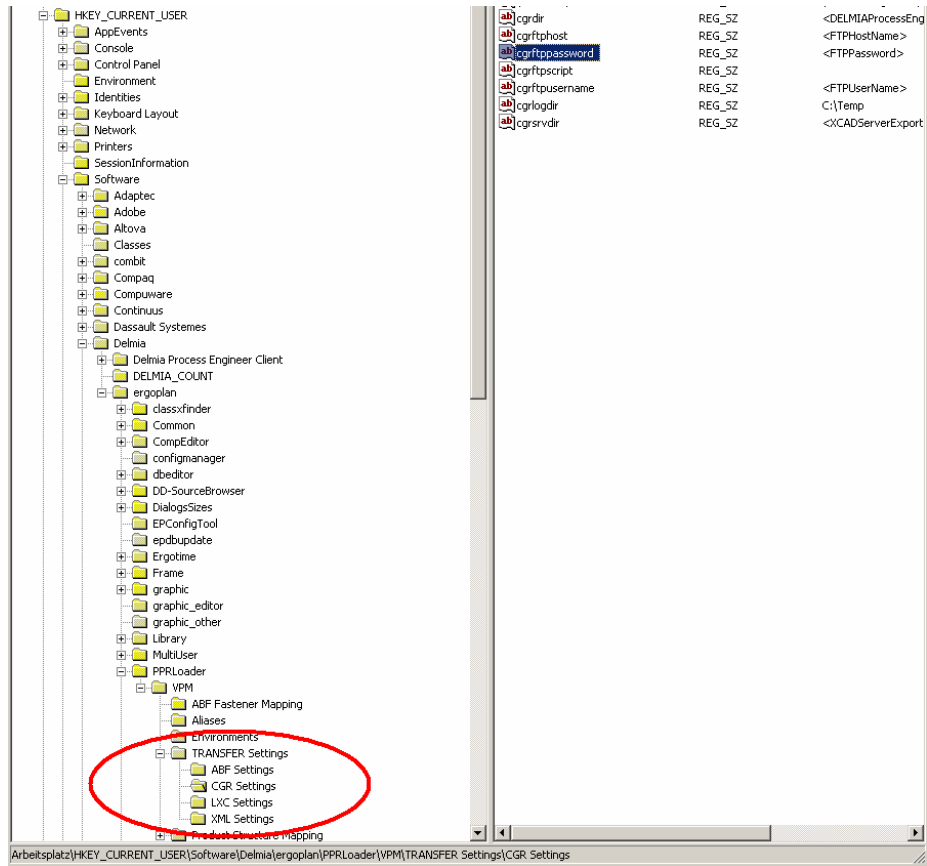 HKEY_CURRENT_USER
AppEvents
Console
Control Panel
Environment
Identities
Keyboard Layout
Network
Printers
SessionInformation
Software
Adaptec
Adobe
Altova
Classes
combit
Compaq
Compuware
Continuus
Dassault Systemes
Delmia
Delmia Process Engineer Client
DELMIA_COUNT
ergoplan
classxfinder
Common
CompEditor
configmanager
dbeditor
DD-SourceBrowser
DialogsSizes
EPConfigTool
epdbupdate
Ergotime
Frame
graphic
graphic_editor
graphic_other
Library
MultiUser
PPRLoader
VPM
ABF Fastener Mapping
Aliases
Environments
TRANSFER Settings
ABF Settings
CGR Settings
LXC Settings
XML Settings
Product Structure Mapping
cgrdir REG_SZ <DELMIAProcessEng
cgrftphost REG_SZ <FTPHostName>
cgrftppassword REG_SZ <FTPPassword>
cgrftpscript REG_SZ
cgrftpusername REG_SZ <FTPUserName>
cgrlogdir REG_SZ C:\Temp
cgrsrvdir REG_SZ <XCADServerExport
Arbeitsplatz\HKEY_CURRENT_USER\Software\Delmia\ergoplan\PPRLoader\VPM\TRANSFER Settings\CGR Settings